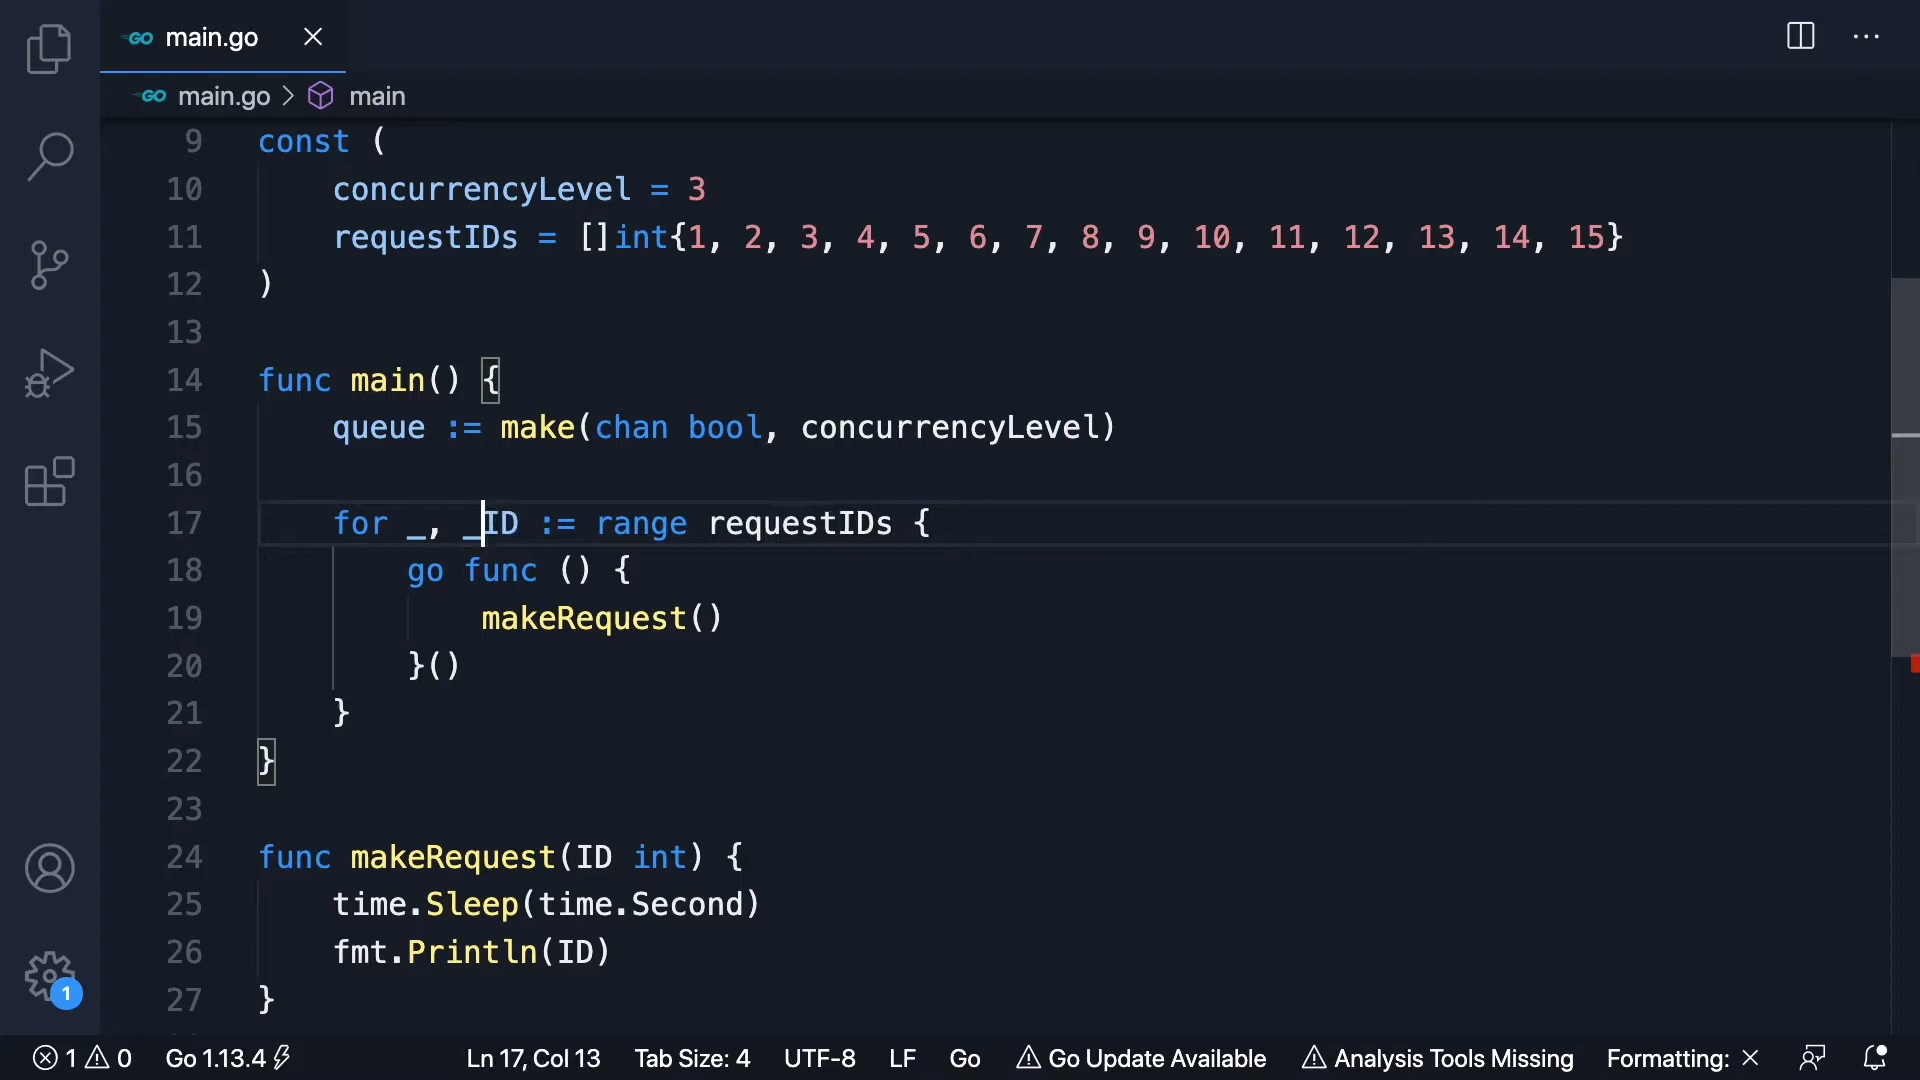 GO main.go
GO main.go > main
9 const (
10 concurrencyLevel = 3
11 requestIDs = []int{1, 2, 3, 4, 5, 6, 7, 8, 9, 10, 11, 12, 13, 14, 15}
12 )
13
14 func main() {
15 queue := make(chan bool, concurrencyLevel)
16
17 for _, _ID := range requestIDs {
18 go func () {
19 makeRequest()
20 }()
21 }
22 }
23
24 func makeRequest(ID int) {
25 time.Sleep(time.Second)
26 fmt.Println(ID)
27 }
1
1 0 Go 1.13.4 Ln 17, Col 13 Tab Size: 4 UTF-8 LF Go Go Update Available Analysis Tools Missing Formatting: ×